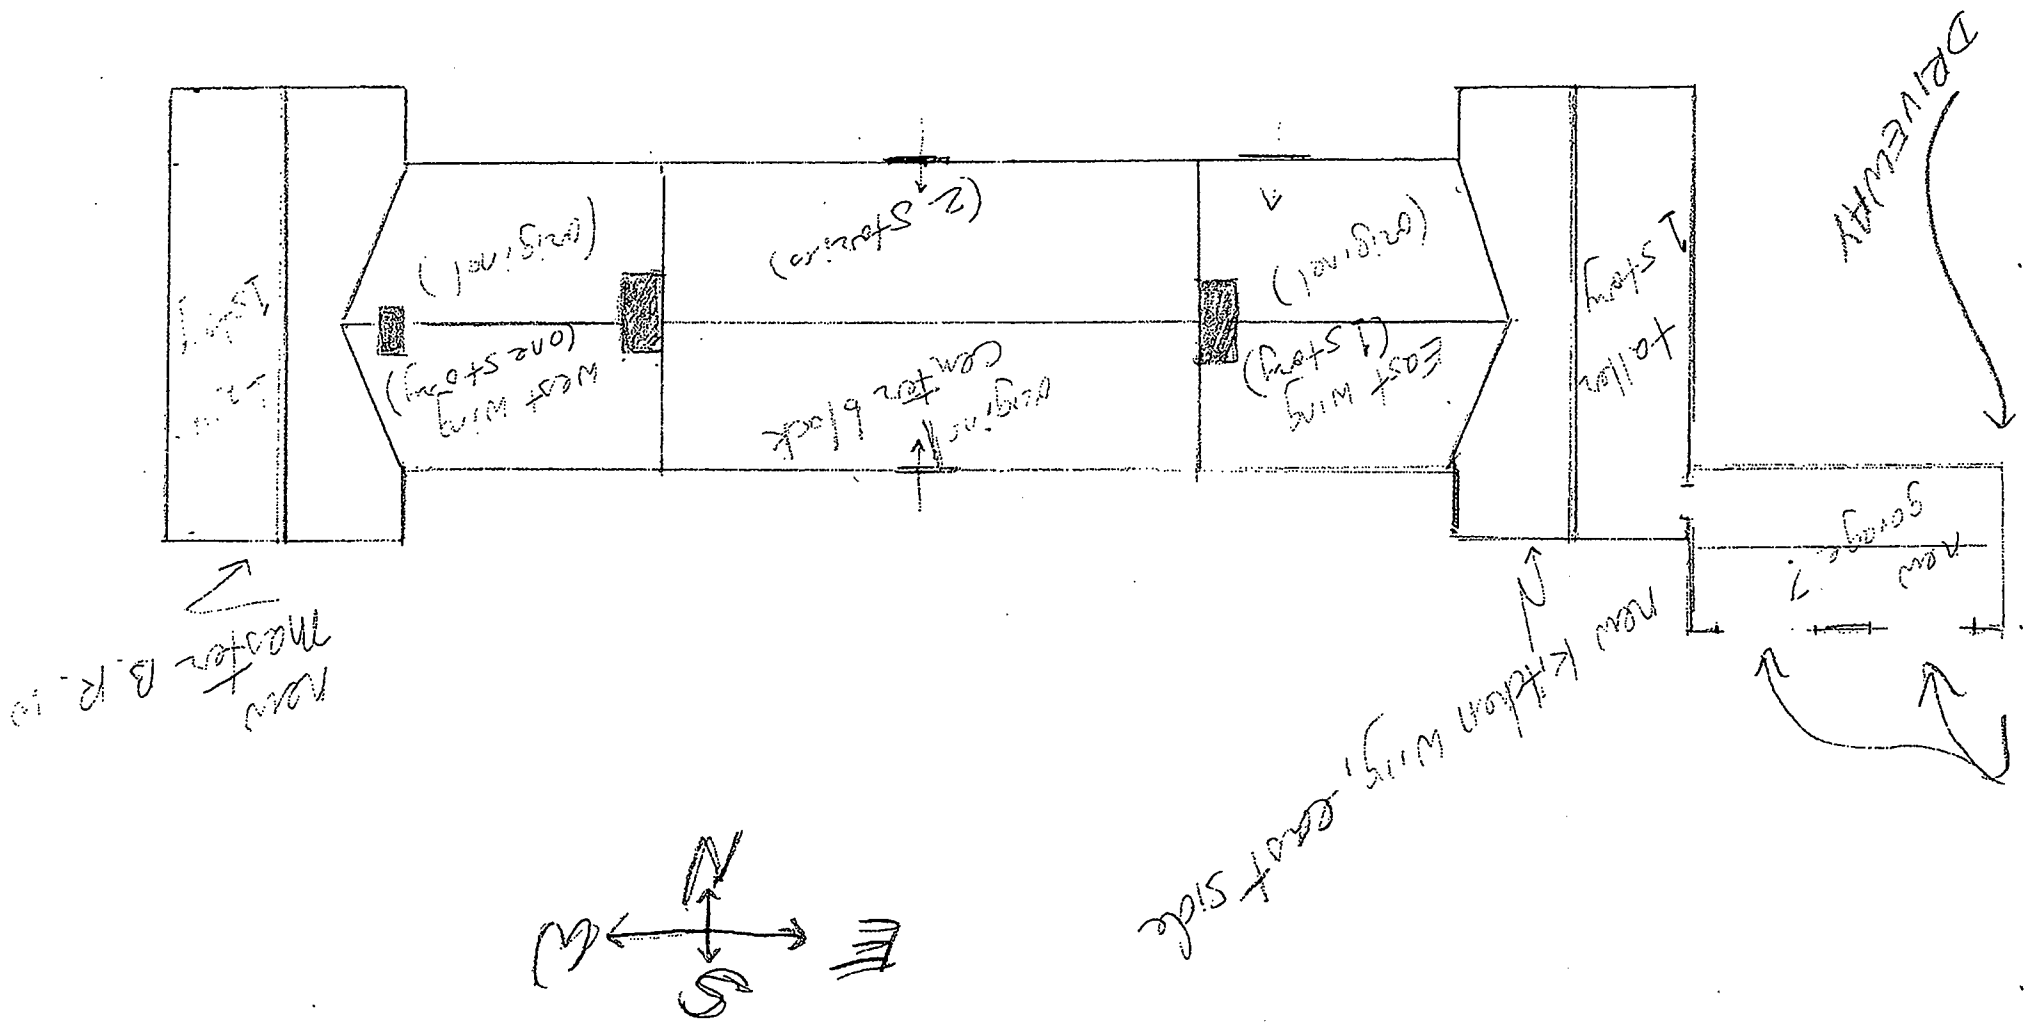 S
E
W
N
new kitchen wing, east side
new
Master B.R.
new
garage ?
taller
1 story
East wing
(1 story)
(original)
original
center block
(2 stories)
west wing
(one story)
(original)
DRIVEWAY